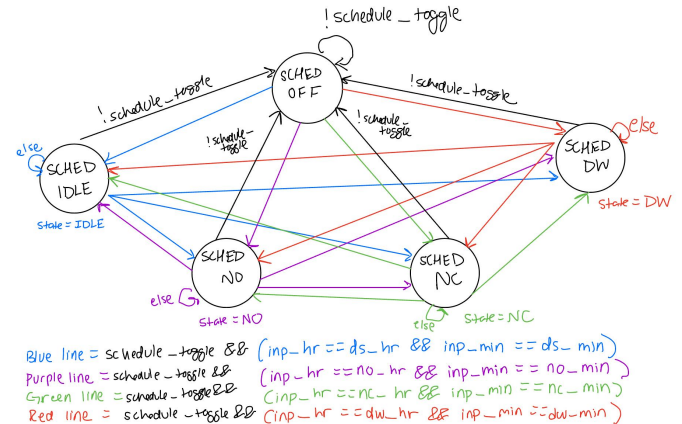 !schedule_toggle
SCHED
OFF
!schedule_toggle
!schedule_toggle
!schedule_
toggle
!schedule_
toggle
else
SCHED
IDLE
state = IDLE
else
SCHED
DW
state = DW
SCHED
NO
else
state = NO
SCHED
NC
else
state = NC
Blue line = schedule_toggle && (inp_hr == ds_hr && inp_min == ds_min)
Purple line = schedule_toggle && (inp_hr == no_hr && inp_min == no_min)
Green line = schedule_toggle && (inp_hr == nc_hr && inp_min == nc_min)
Red line = schedule_toggle && (inp_hr == dw_hr && inp_min == dw_min)